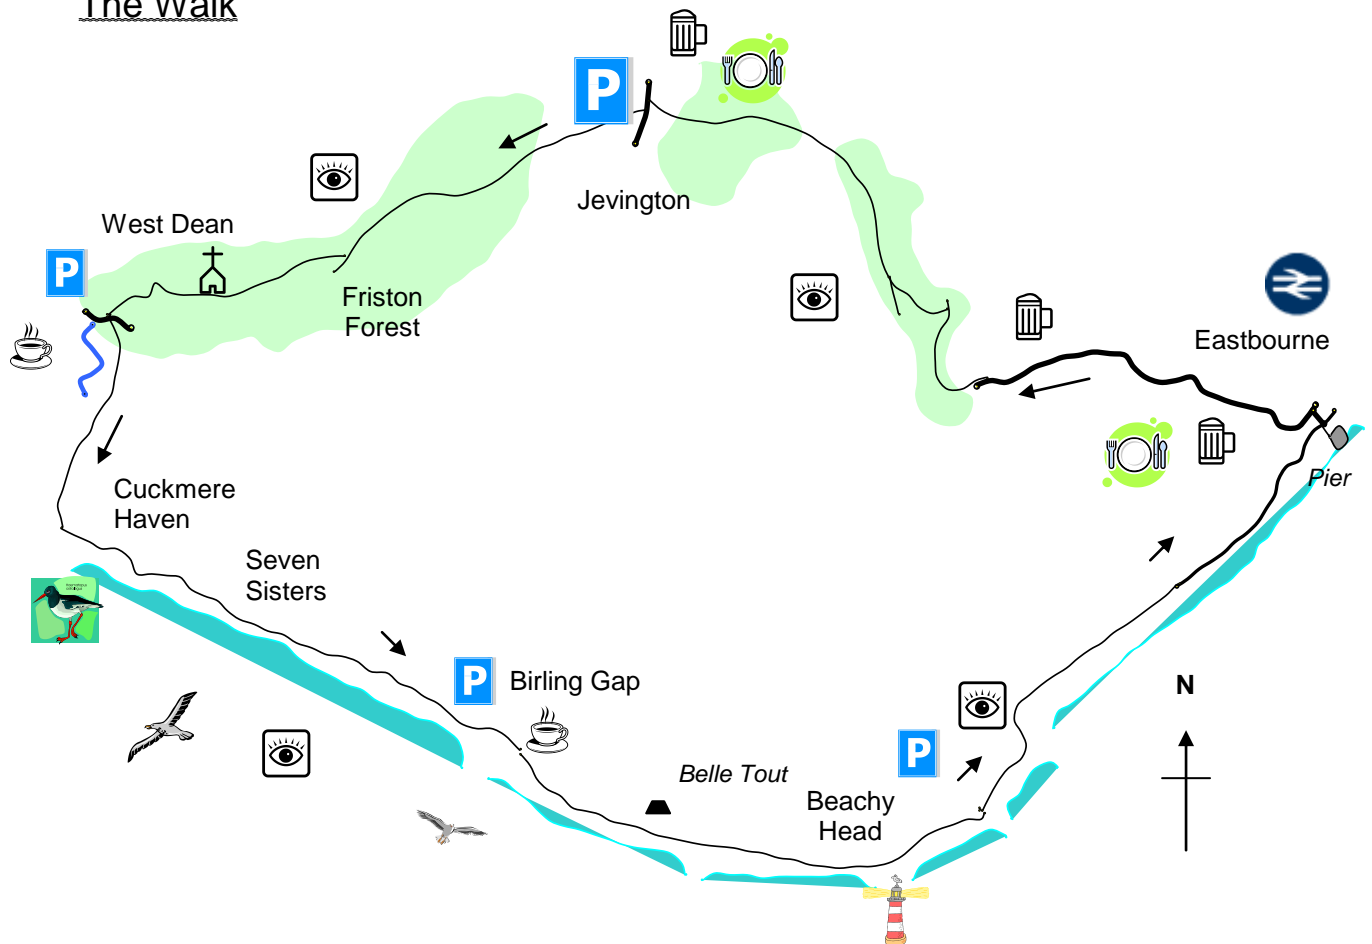 The Walk
P
Jevington
West Dean
P
Friston
Forest
Eastbourne
Pier
Cuckmere
Haven
Seven
Sisters
P
Birling Gap
N
P
Belle Tout
Beachy
Head